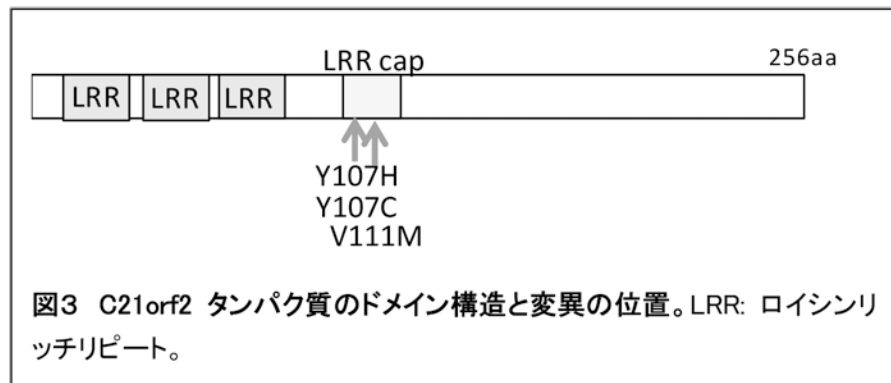 LRR cap
256aa
LRR LRR LRR
Y107H
Y107C
V111M
図3 C21orf2 タンパク質のドメイン構造と変異の位置。LRR: ロイシンリ
ッチリピート。